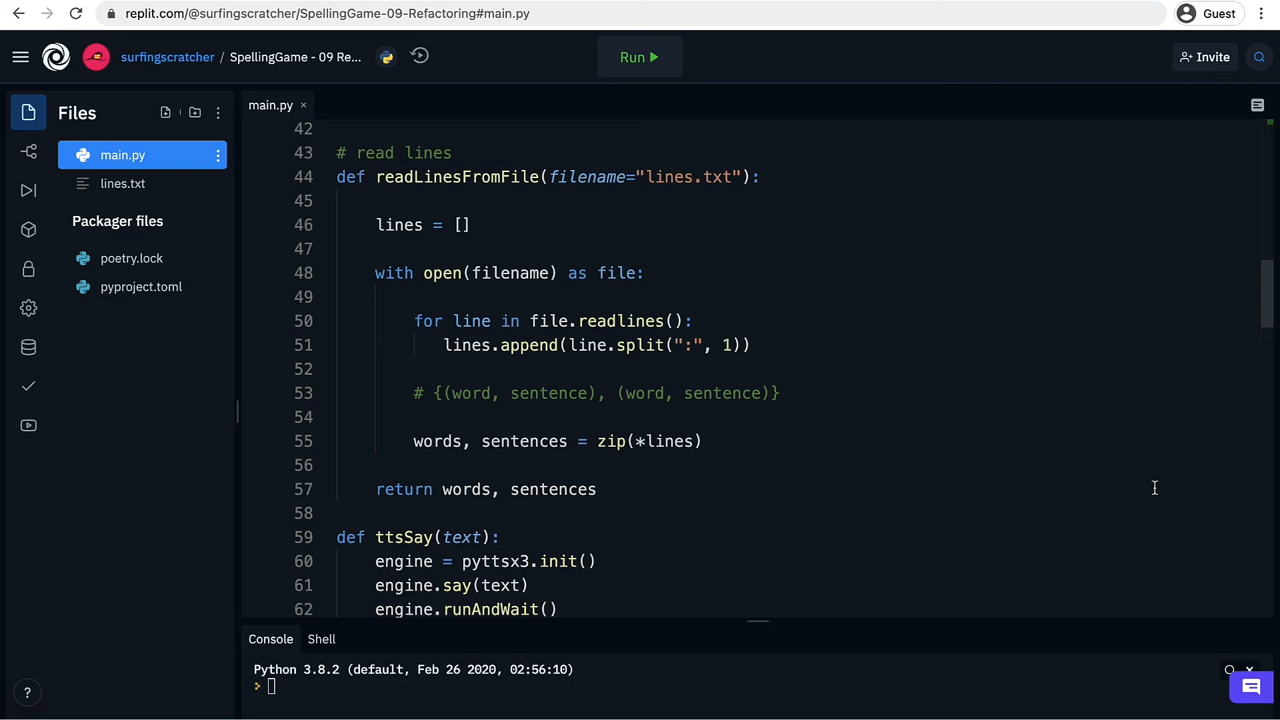 replit.com/@surfingscratcher/SpellingGame-09-Refactoring#main.py
Guest
surfingscratcher / SpellingGame - 09 Re...
Run
Invite
Files
main.py
lines.txt
Packager files
poetry.lock
pyproject.toml
main.py ×
42
43 # read lines
44 def readLinesFromFile(filename="lines.txt"):
45
46 lines = []
47
48 with open(filename) as file:
49
50 for line in file.readlines():
51 lines.append(line.split(":", 1))
52
53 # {(word, sentence), (word, sentence)}
54
55 words, sentences = zip(*lines)
56
57 return words, sentences
58
59 def ttsSay(text):
60 engine = pyttsx3.init()
61 engine.say(text)
62 engine.runAndWait()
Console Shell
Python 3.8.2 (default, Feb 26 2020, 02:56:10)
>
?